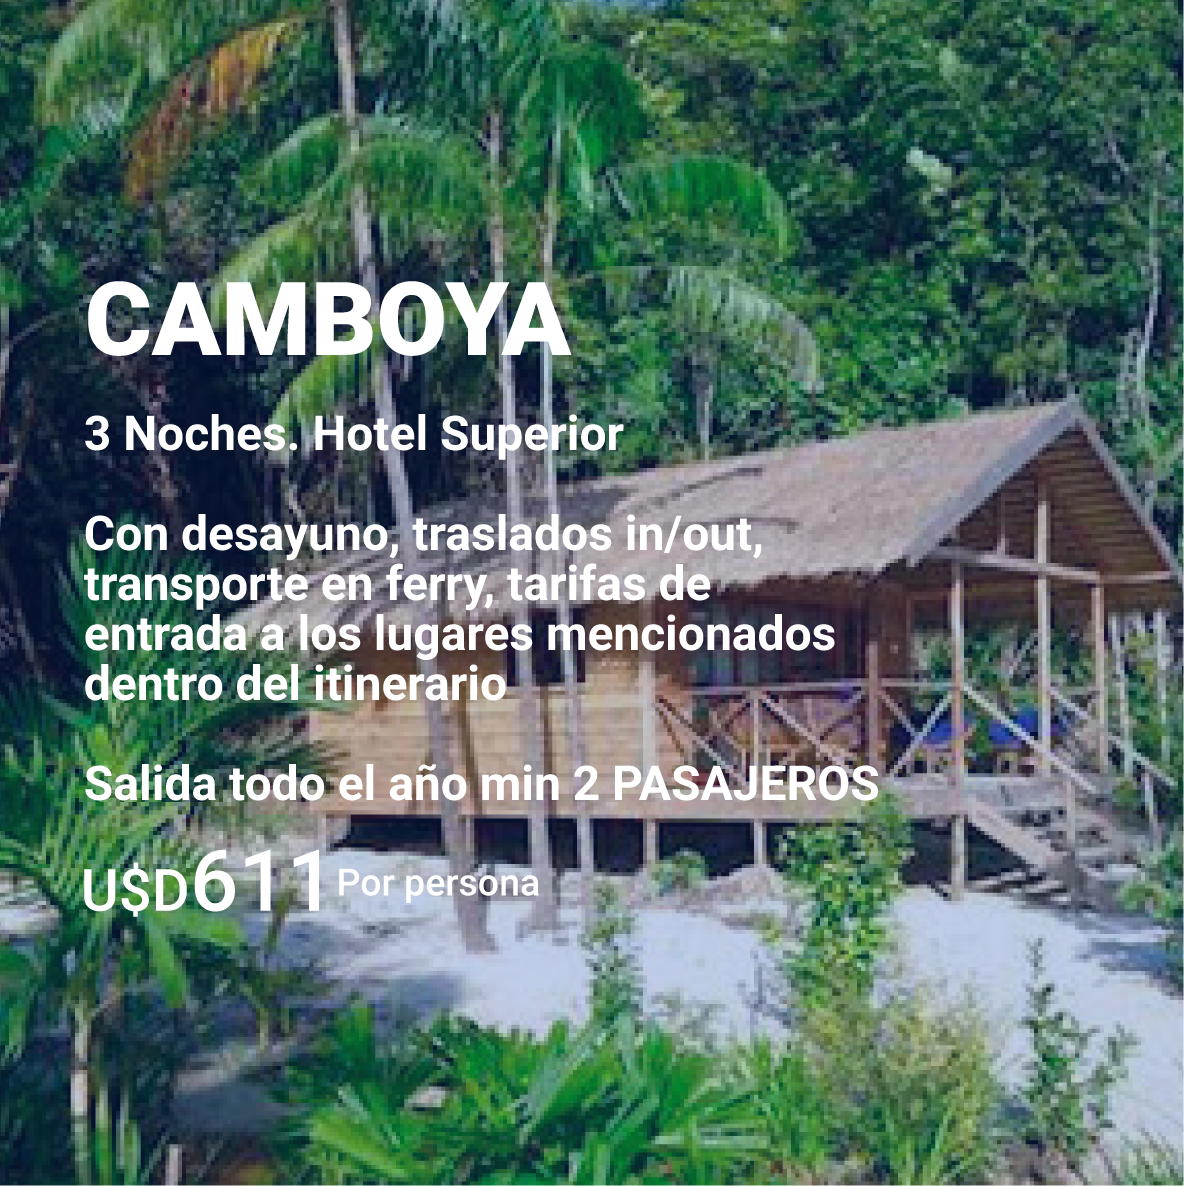 CAMBOYA
3 Noches. Hotel Superior
Con desayuno, traslados in/out,
transporte en ferry, tarifas de
entrada a los lugares mencionados
dentro del itinerario
Salida todo el año min 2 PASAJEROS
U$D611 Por persona